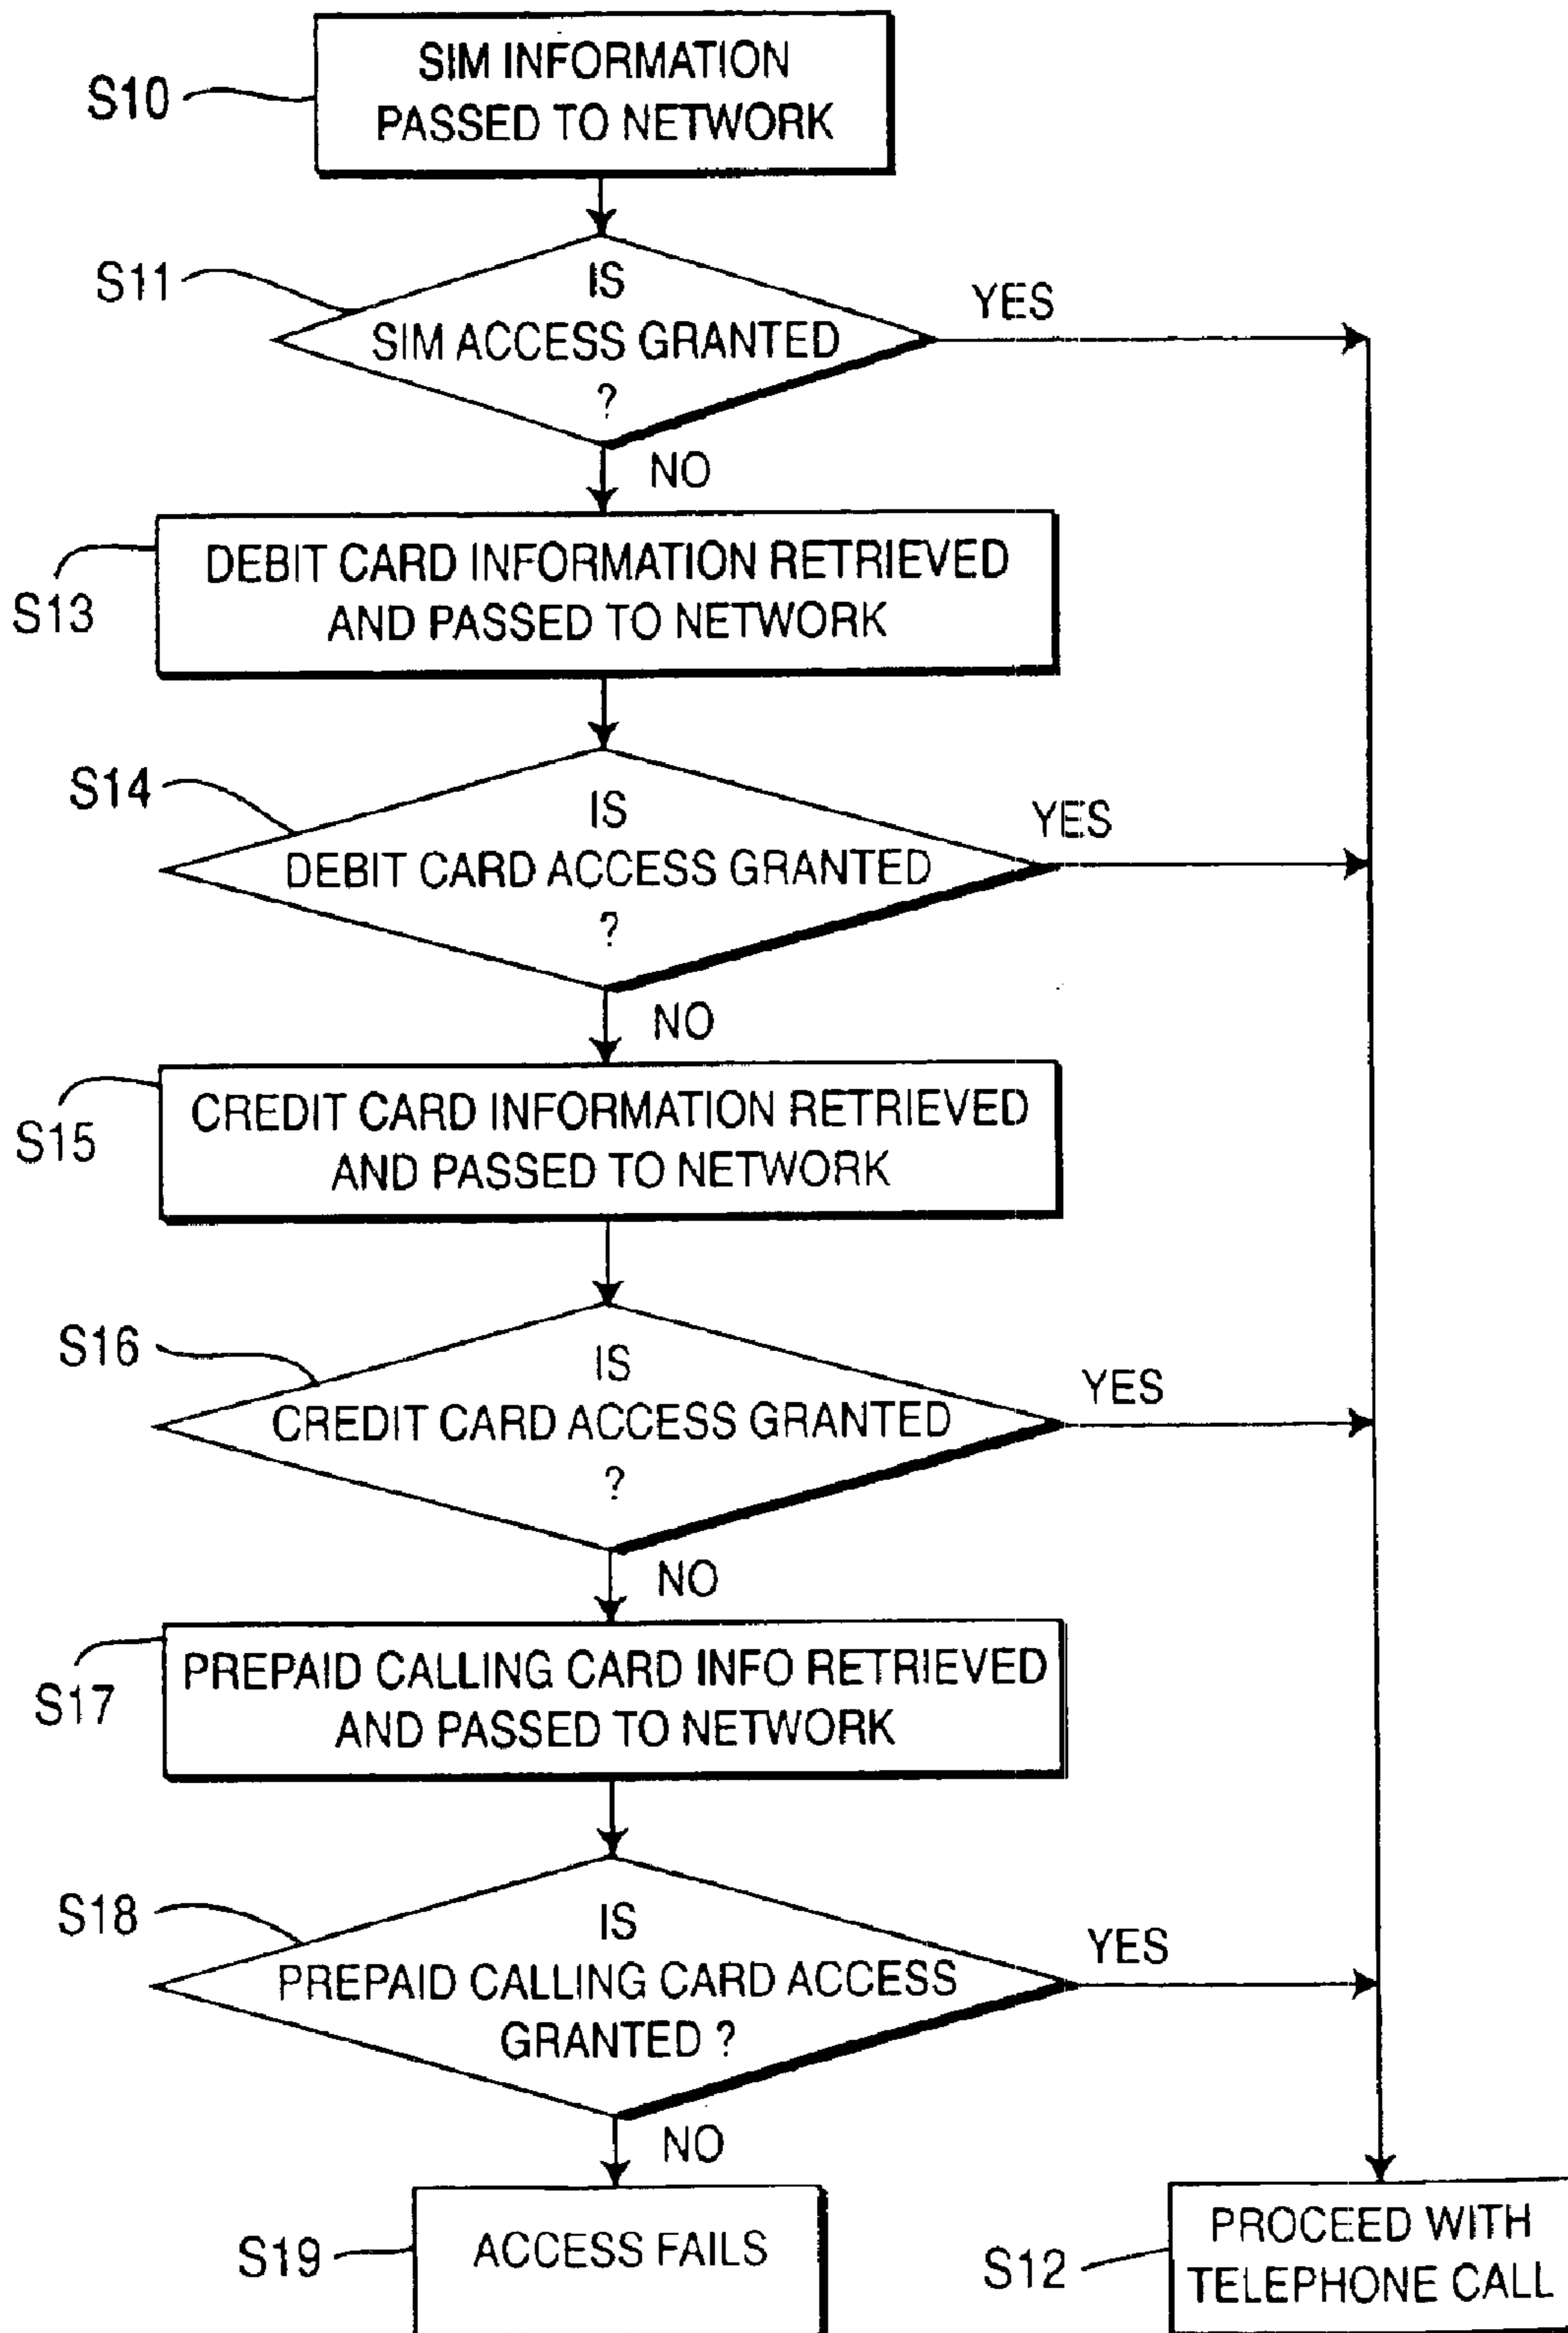 S10
SIM INFORMATION
PASSED TO NETWORK
S11
IS
SIM ACCESS GRANTED
?
YES
NO
S13
DEBIT CARD INFORMATION RETRIEVED
AND PASSED TO NETWORK
S14
IS
DEBIT CARD ACCESS GRANTED
?
YES
NO
S15
CREDIT CARD INFORMATION RETRIEVED
AND PASSED TO NETWORK
S16
IS
CREDIT CARD ACCESS GRANTED
?
YES
NO
S17
PREPAID CALLING CARD INFO RETRIEVED
AND PASSED TO NETWORK
S18
IS
PREPAID CALLING CARD ACCESS
GRANTED ?
YES
NO
S19
ACCESS FAILS
S12
PROCEED WITH
TELEPHONE CALL